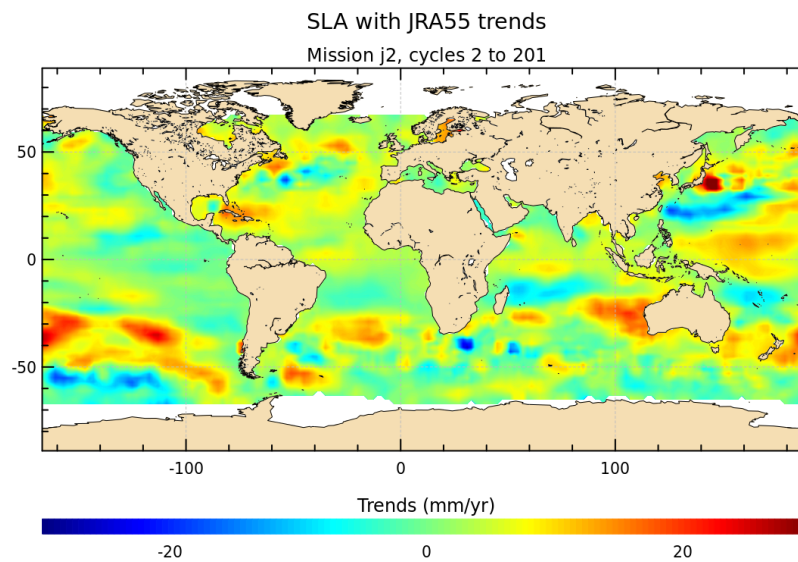 SLA with JRA55 trends
Mission j2, cycles 2 to 201
50
0
-50
-100 0 100
Trends (mm/yr)
-20 0 20